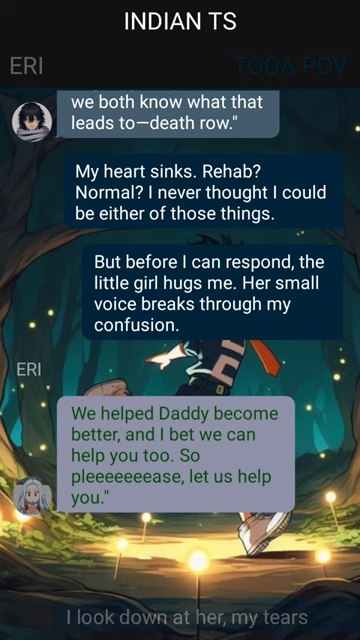 INDIAN TS
ERI
TOGA POV
we both know what that
leads to—death row."
My heart sinks. Rehab?
Normal? I never thought I could
be either of those things.
But before I can respond, the
little girl hugs me. Her small
voice breaks through my
confusion.
ERI
We helped Daddy become
better, and I bet we can
help you too. So
pleeeeeeease, let us help
you."
I look down at her, my tears